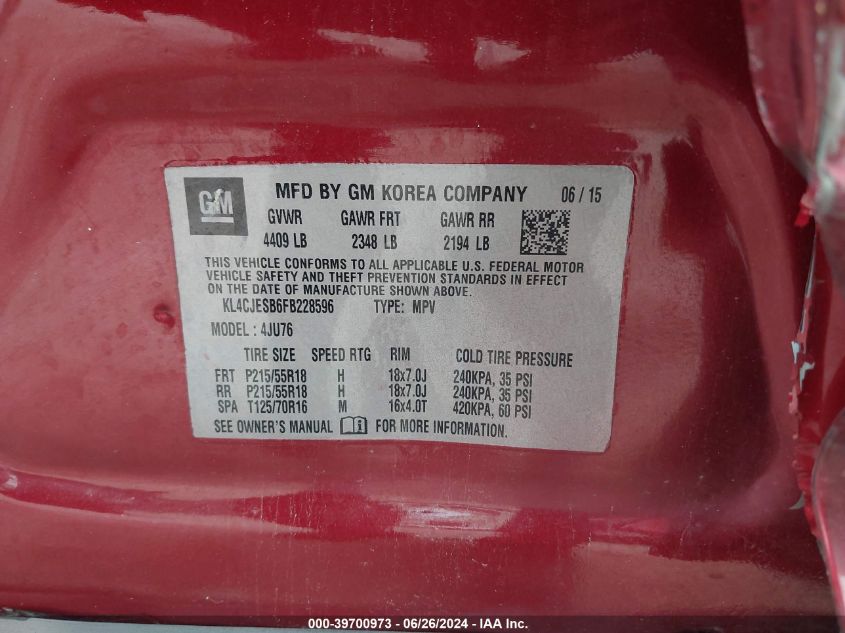 GM
MFD BY GM KOREA COMPANY 06 / 15
GVWR GAWR FRT GAWR RR
4409 LB 2348 LB 2194 LB
THIS VEHICLE CONFORMS TO ALL APPLICABLE U.S. FEDERAL MOTOR
VEHICLE SAFETY AND THEFT PREVENTION STANDARDS IN EFFECT
ON THE DATE OF MANUFACTURE SHOWN ABOVE.
KL4CJESB6FB228596 TYPE: MPV
MODEL : 4JU76
TIRE SIZE SPEED RTG RIM COLD TIRE PRESSURE
FRT P215/55R18 H 18x7.0J 240KPA, 35 PSI
RR P215/55R18 H 18x7.0J 240KPA, 35 PSI
SPA T125/70R16 M 16x4.0T 420KPA, 60 PSI
SEE OWNER'S MANUAL FOR MORE INFORMATION.
000-39700973 - 06/26/2024 - IAA Inc.